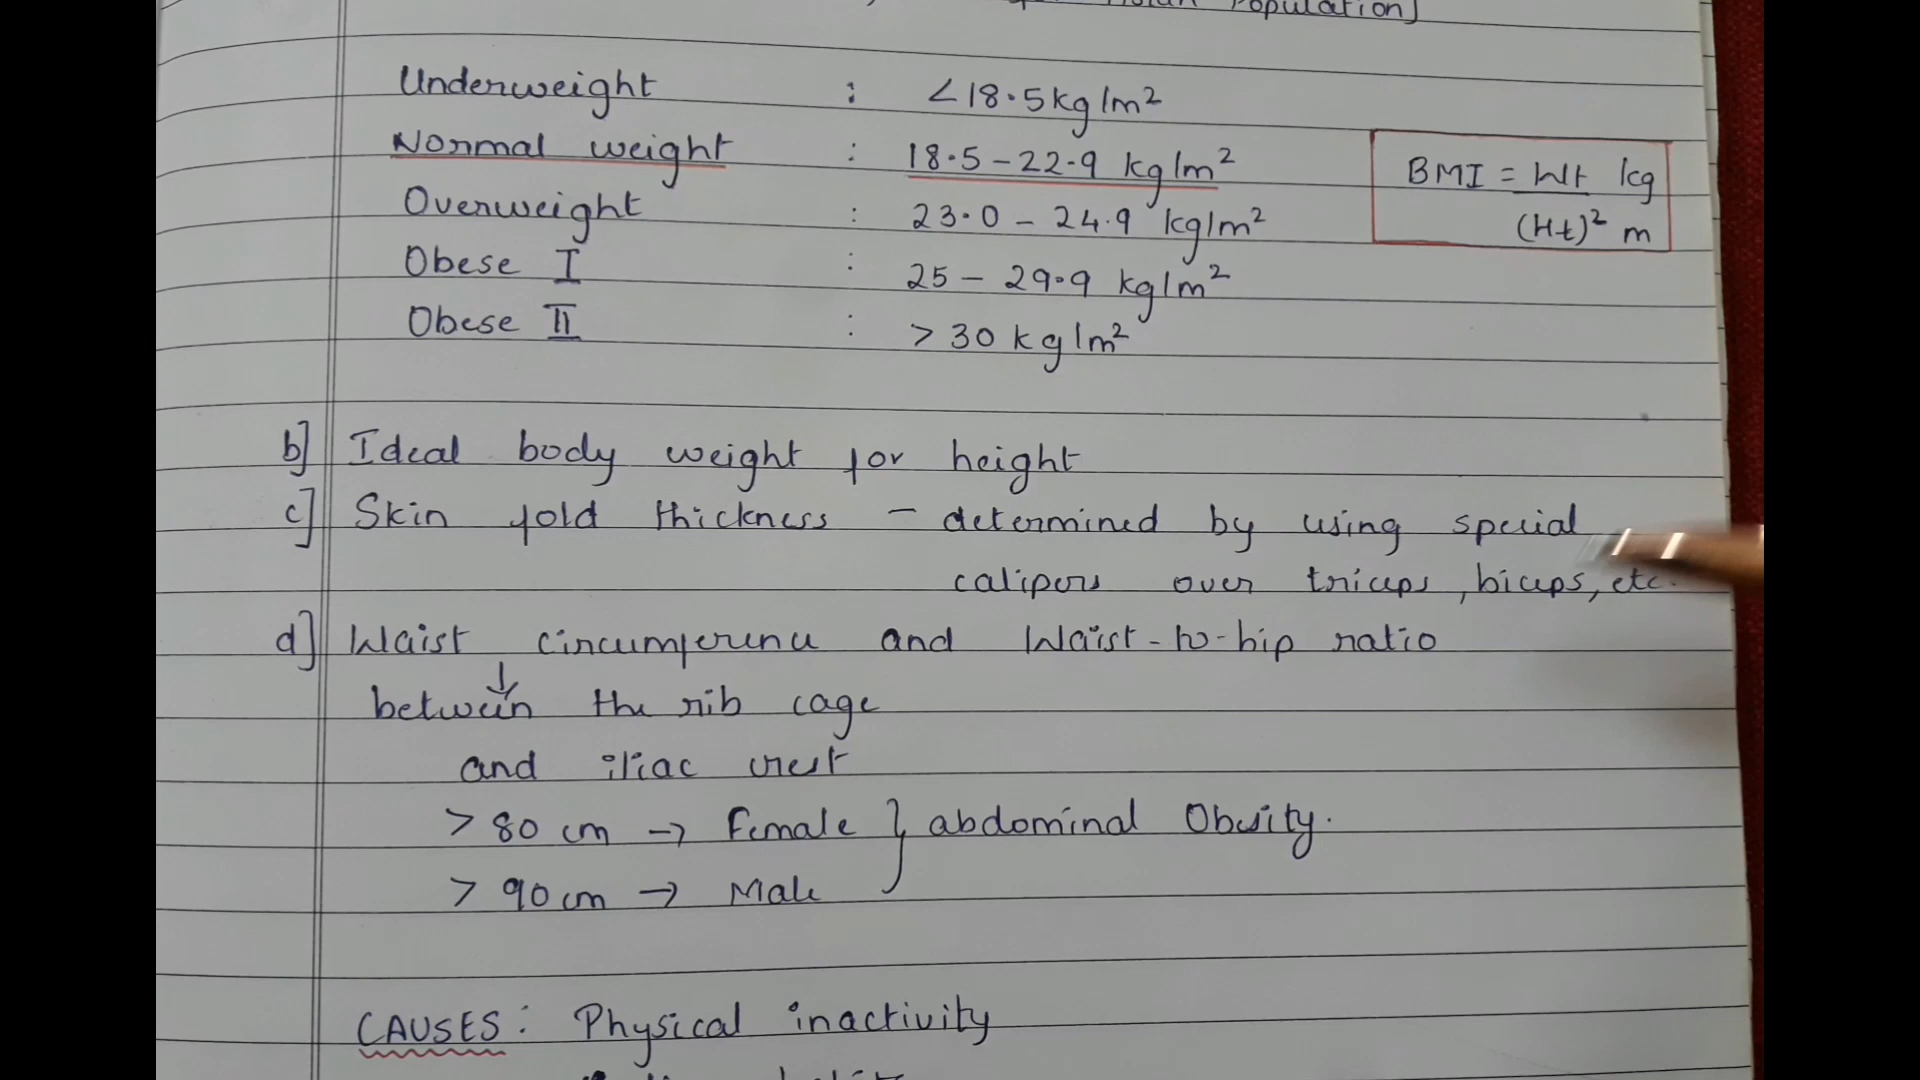 Population]
Underweight : <18.5kg/m²
Normal weight : 18.5-22.9 kg/m²
Overweight : 23.0 - 24.9 kg/m²
Obese I : 25 - 29.9 kg/m²
Obese II : > 30 kg/m²
BMI = Wt kg
(Ht)² m
b] Ideal body weight for height
c] Skin fold thickness - determined by using special
calipers over triceps, biceps, etc.
d] Waist circumference and Waist-to-hip ratio
↓
between the rib cage
and iliac crest
> 80 cm → Female } abdominal Obesity.
> 90 cm → Male
CAUSES: Physical inactivity